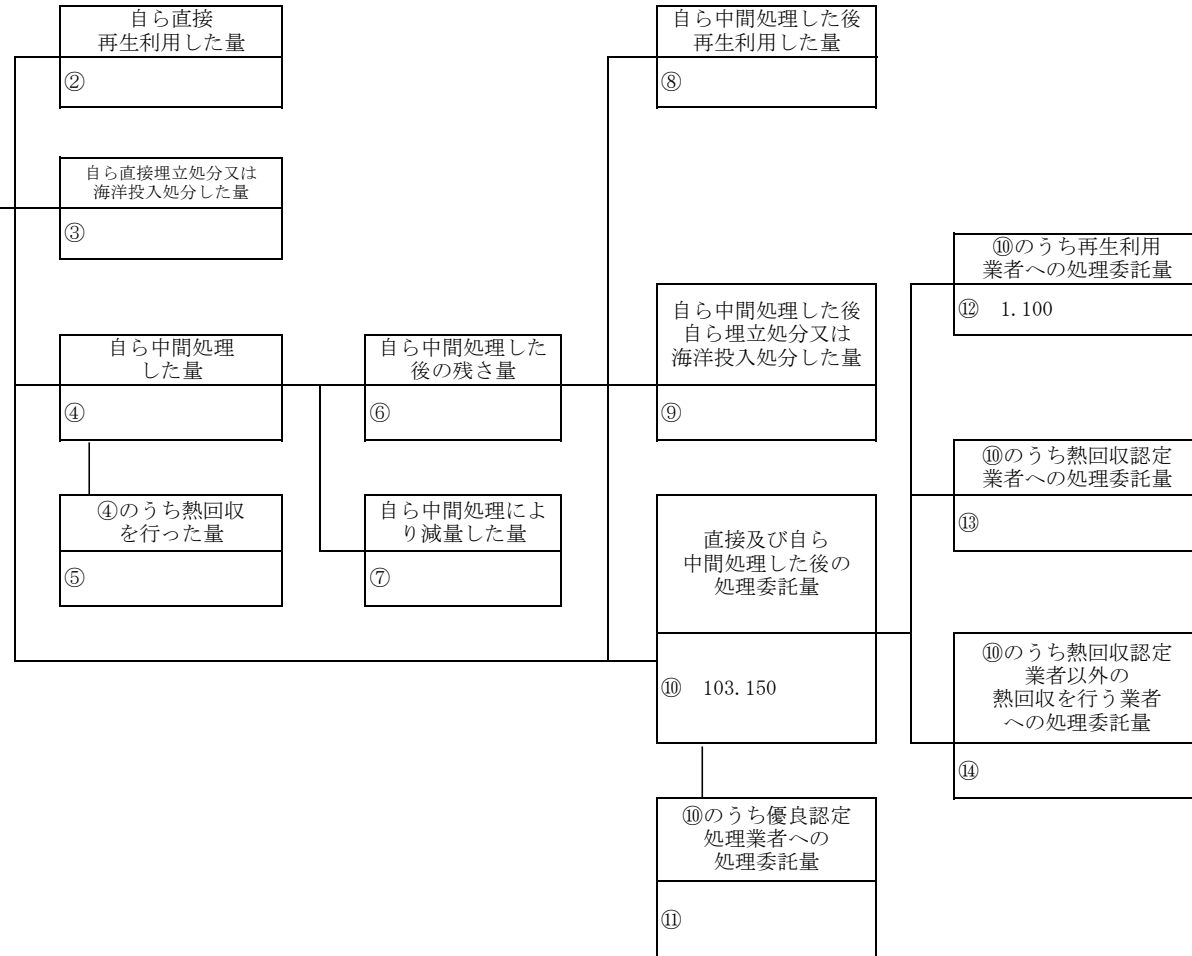 自ら直接
再生利用した量
②
自ら直接埋立処分又は
海洋投入処分した量
③
自ら中間処理
した量
④
④のうち熱回収
を行った量
⑤
自ら中間処理した
後の残さ量
⑥
自ら中間処理によ
り減量した量
⑦
自ら中間処理した後
再生利用した量
⑧
自ら中間処理した後
自ら埋立処分又は
海洋投入処分した量
⑨
直接及び自ら
中間処理した後の
処理委託量
⑩ 103.150
⑩のうち優良認定
処理業者への
処理委託量
⑪
⑩のうち再生利用
業者への処理委託量
⑫ 1.100
⑩のうち熱回収認定
業者への処理委託量
⑬
⑩のうち熱回収認定
業者以外の
熱回収を行う業者
への処理委託量
⑭